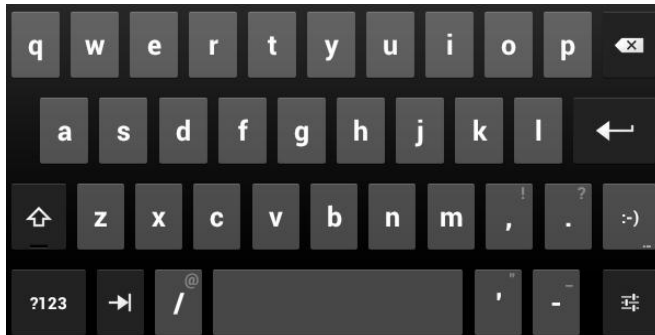 q w e r t y u i o p
a s d f g h j k l
z x c v b n m , ! . ? :-) ...
?123 / @ ' " - _